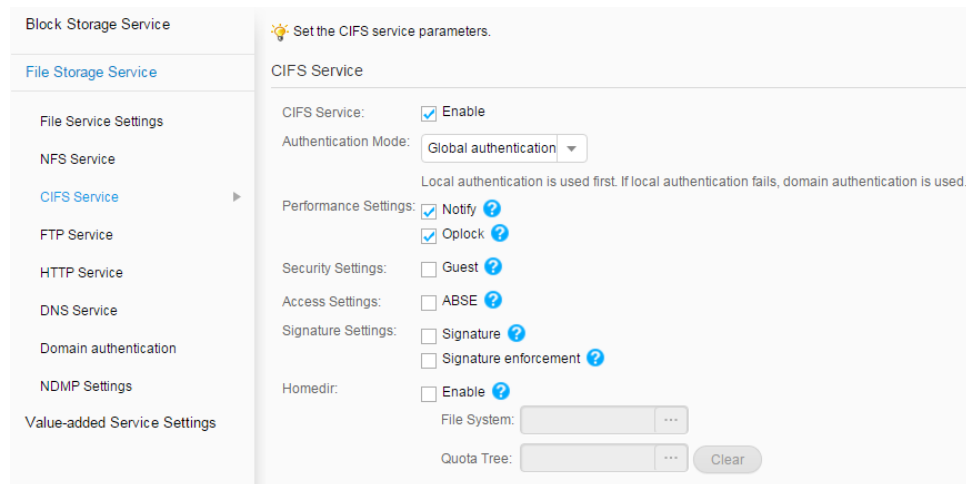 Block Storage Service
File Storage Service
File Service Settings
NFS Service
CIFS Service
FTP Service
HTTP Service
DNS Service
Domain authentication
NDMP Settings
Value-added Service Settings
Set the CIFS service parameters.
CIFS Service
CIFS Service: Enable
Authentication Mode: Global authentication
Local authentication is used first. If local authentication fails, domain authentication is used.
Performance Settings: Notify ?
Oplock ?
Security Settings: Guest ?
Access Settings: ABSE ?
Signature Settings: Signature ?
Signature enforcement ?
Homedir: Enable ?
File System: ...
Quota Tree: ... Clear